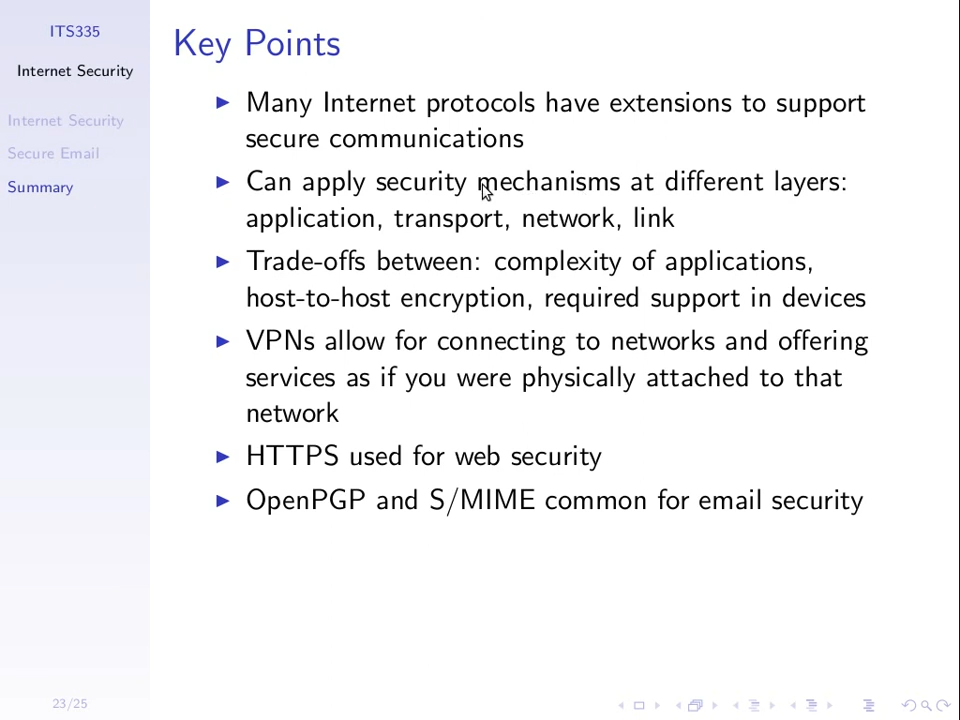 ITS335
Internet Security
Internet Security
Secure Email
Summary
Key Points
Many Internet protocols have extensions to support
secure communications
Can apply security mechanisms at different layers:
application, transport, network, link
Trade-offs between: complexity of applications,
host-to-host encryption, required support in devices
VPNs allow for connecting to networks and offering
services as if you were physically attached to that
network
HTTPS used for web security
OpenPGP and S/MIME common for email security
23/25